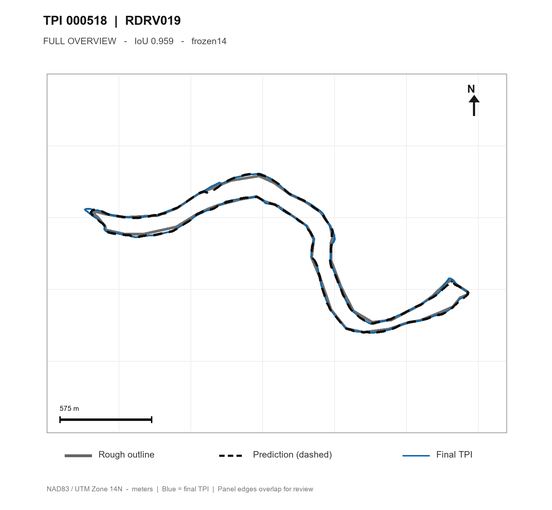 TPI 000518 | RDRV019
FULL OVERVIEW - IoU 0.959 - frozen14
N
575 m
Rough outline
Prediction (dashed)
Final TPI
NAD83 / UTM Zone 14N - meters | Blue = final TPI | Panel edges overlap for review